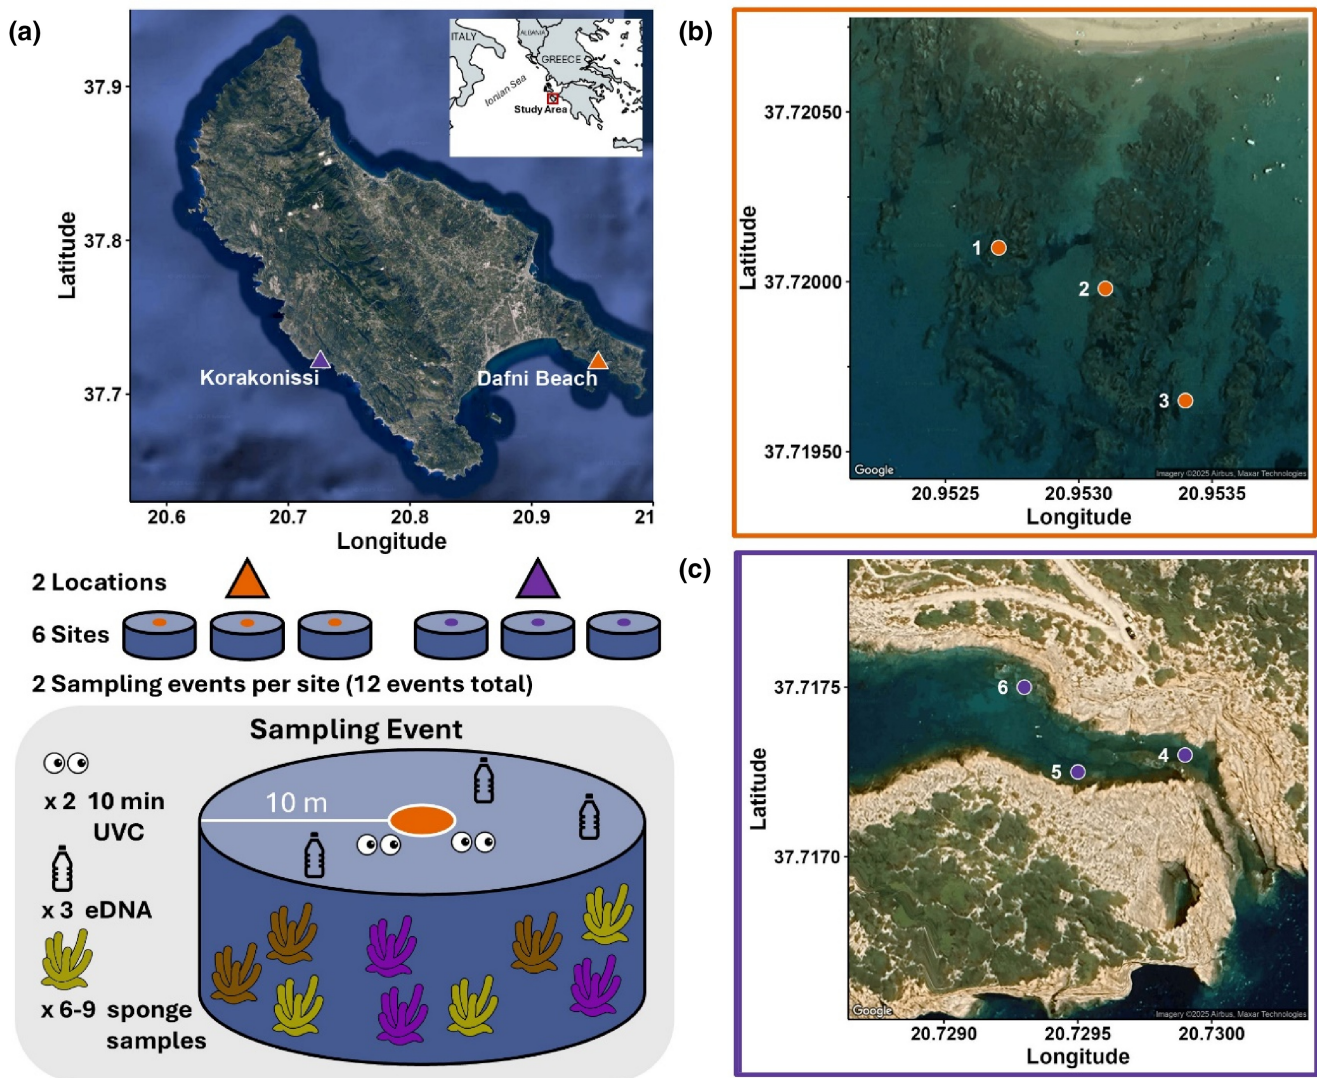 (a)
37.9
37.8
37.7
Latitude
20.6 20.7 20.8 20.9 21
Longitude
ITALY
ALBANIA
GREECE
Ionian Sea
Study Area
Korakonissi
Dafni Beach
2 Locations
6 Sites
2 Sampling events per site (12 events total)
Sampling Event
x 2 10 min
UVC
x 3 eDNA
x 6-9 sponge
samples
10 m
(b)
37.72050
37.72000
37.71950
Latitude
1
2
3
Google
Imagery ©2025 Airbus, Maxar Technologies
20.9525 20.9530 20.9535
Longitude
(c)
37.7175
37.7170
Latitude
6
4
5
Google
Imagery ©2025 Airbus, Maxar Technologies
20.7290 20.7295 20.7300
Longitude